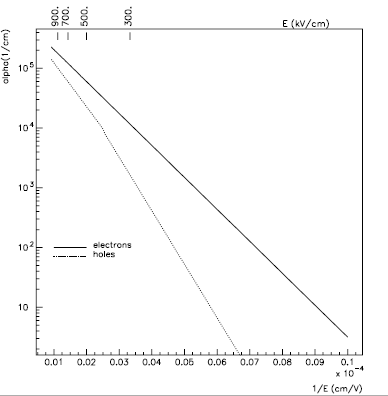 900.
700.
500.
300.
E (kV/cm)
alpha(1/cm)
10^5
10^4
10^3
10^2
10
electrons
holes
0.01 0.02 0.03 0.04 0.05 0.06 0.07 0.08 0.09 0.1
x 10^-4
1/E (cm/V)